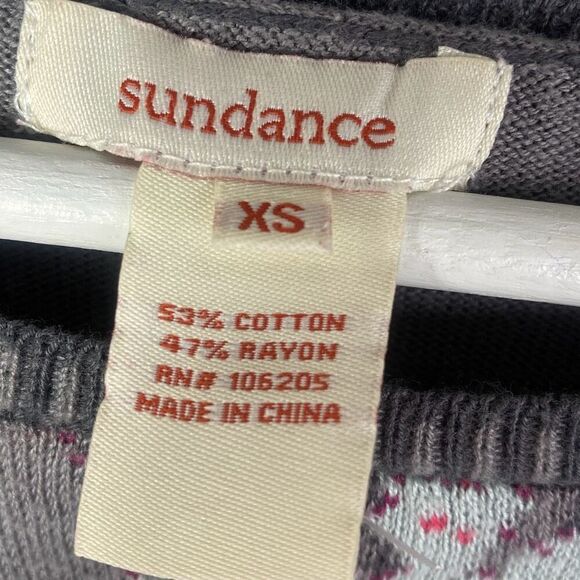 sundance
XS
53% COTTON
47% RAYON
RN# 106205
MADE IN CHINA